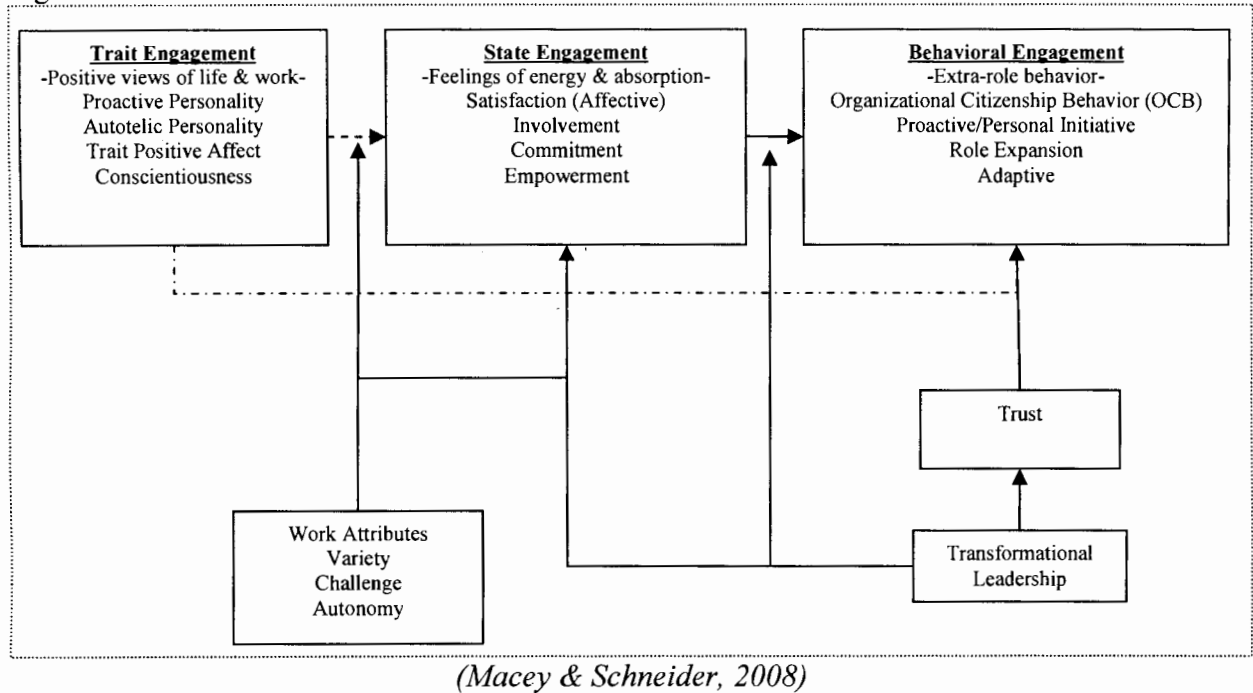 Trait Engagement
-Positive views of life & work-
Proactive Personality
Autotelic Personality
Trait Positive Affect
Conscientiousness
State Engagement
-Feelings of energy & absorption-
Satisfaction (Affective)
Involvement
Commitment
Empowerment
Behavioral Engagement
-Extra-role behavior-
Organizational Citizenship Behavior (OCB)
Proactive/Personal Initiative
Role Expansion
Adaptive
Trust
Work Attributes
Variety
Challenge
Autonomy
Transformational
Leadership
(Macey & Schneider, 2008)